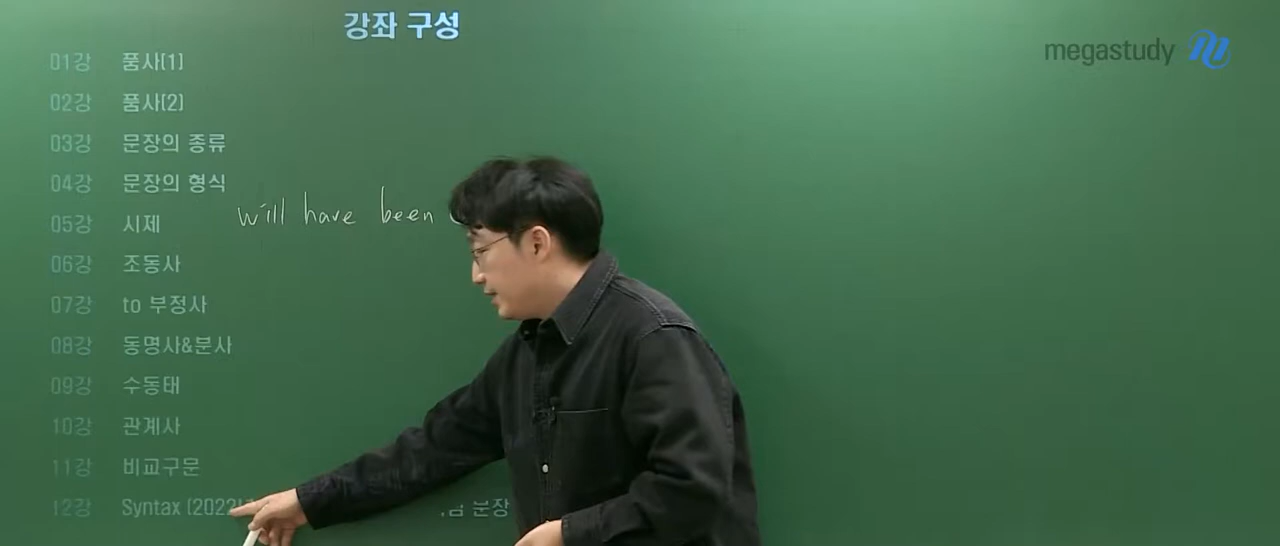 강좌 구성
megastudy
01강 품사(1)
02강 품사(2)
03강 문장의 종류
04강 문장의 형식
05강 시제 will have been
06강 조동사
07강 to 부정사
08강 동명사&분사
09강 수동태
10강 관계사
11강 비교구문
12강 Syntax (2022 문장